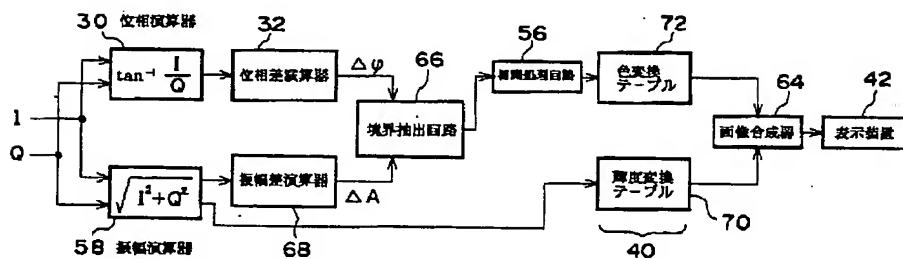 30 位相演算器
tan⁻¹ I/Q
32
位相差演算器
Δφ
66
境界抽出回路
56
補間処理回路
72
色変換
テーブル
64
画像合成器
42
表示装置
I
Q
√I²+Q²
58 振幅演算器
振幅差演算器
68
ΔA
輝度変換
テーブル
70
40